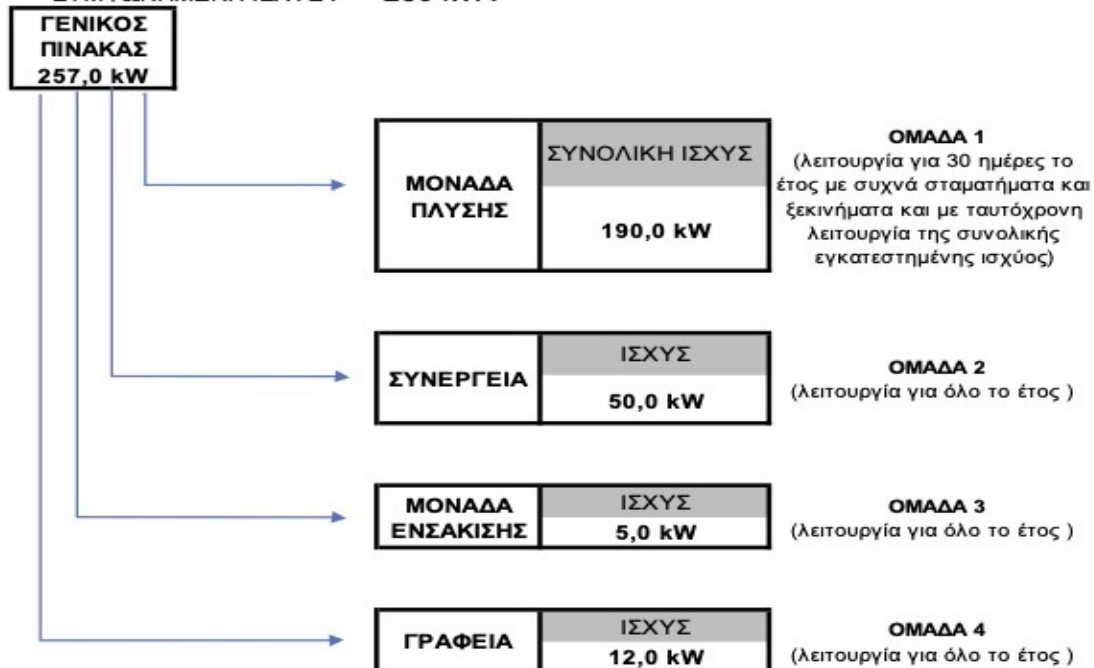 ΓΕΝΙΚΟΣ
ΠΙΝΑΚΑΣ
257,0 kW
ΜΟΝΑΔΑ
ΠΛΥΣΗΣ
ΣΥΝΟΛΙΚΗ ΙΣΧΥΣ
190,0 kW
ΟΜΑΔΑ 1
(λειτουργία για 30 ημέρες το
έτος με συχνά σταματήματα και
ξεκινήματα και με ταυτόχρονη
λειτουργία της συνολικής
εγκατεστημένης ισχύος)
ΣΥΝΕΡΓΕΙΑ
ΙΣΧΥΣ
50,0 kW
ΟΜΑΔΑ 2
(λειτουργία για όλο το έτος )
ΜΟΝΑΔΑ
ΕΝΣΑΚΙΣΗΣ
ΙΣΧΥΣ
5,0 kW
ΟΜΑΔΑ 3
(λειτουργία για όλο το έτος )
ΓΡΑΦΕΙΑ
ΙΣΧΥΣ
12,0 kW
ΟΜΑΔΑ 4
(λειτουργία για όλο το έτος )